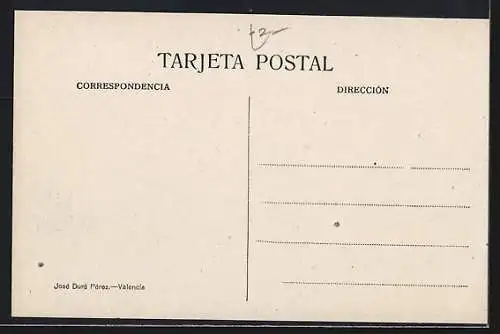 TARJETA POSTAL
CORRESPONDENCIA
DIRECCIÓN
José Durá Pérez.—Valencia